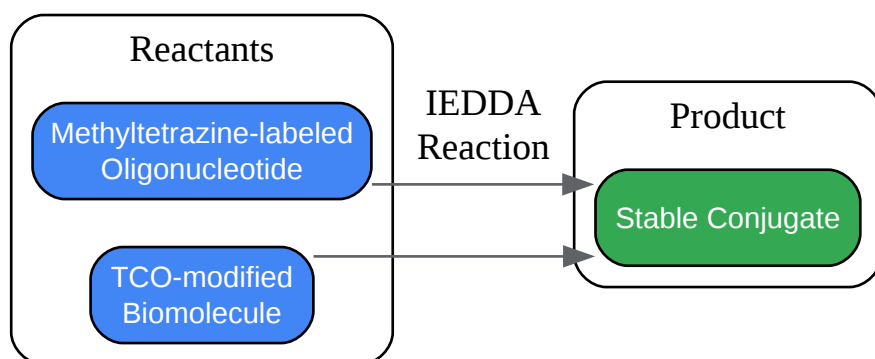 Reactants
Methyltetrazine-labeled
Oligonucleotide
TCO-modified
Biomolecule
IEDDA
Reaction
Product
Stable Conjugate